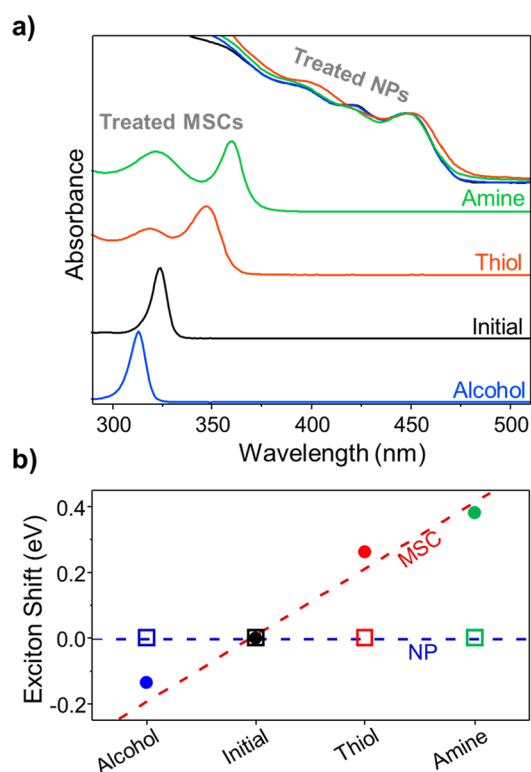 a)
Treated NPs
Treated MSCs
Amine
Thiol
Initial
Alcohol
Absorbance
300 350 400 450 500
Wavelength (nm)
b)
0.4
0.2
0.0
-0.2
Exciton Shift (eV)
MSC
NP
Alcohol Initial Thiol Amine